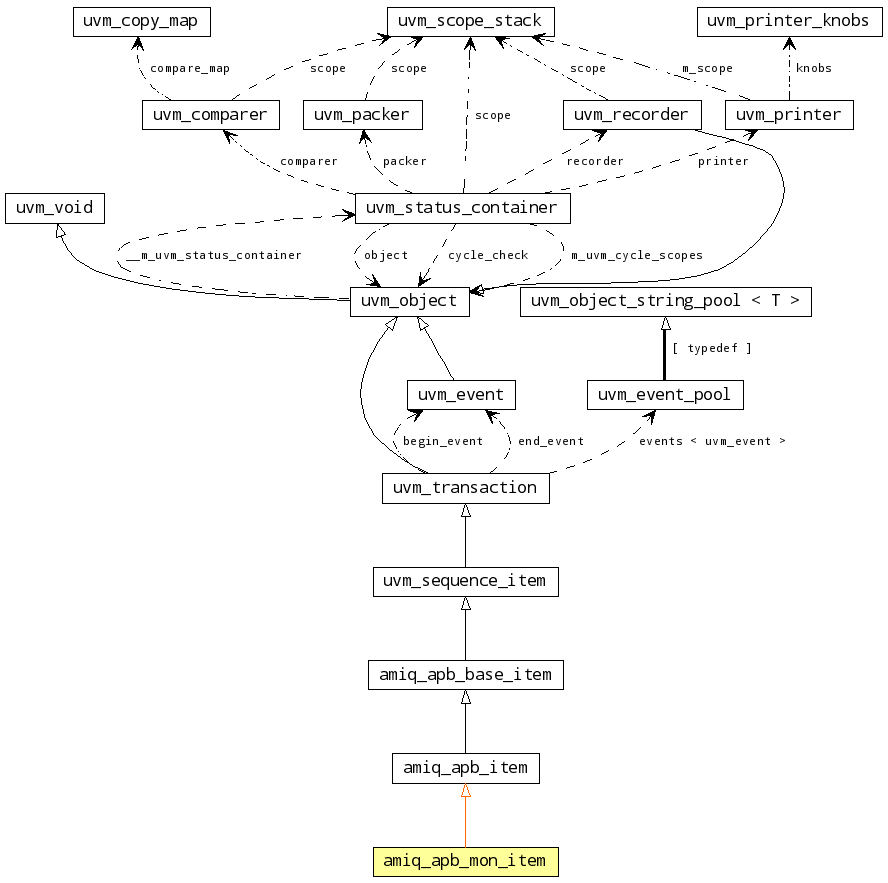 uvm_copy_map
uvm_scope_stack
uvm_printer_knobs
compare_map
scope
scope
scope
m_scope
knobs
uvm_comparer
uvm_packer
uvm_recorder
uvm_printer
scope
comparer
packer
recorder
printer
uvm_void
uvm_status_container
__m_uvm_status_container
object
cycle_check
m_uvm_cycle_scopes
uvm_object
uvm_object_string_pool < T >
[ typedef ]
uvm_event
uvm_event_pool
begin_event
end_event
events < uvm_event >
uvm_transaction
uvm_sequence_item
amiq_apb_base_item
amiq_apb_item
amiq_apb_mon_item